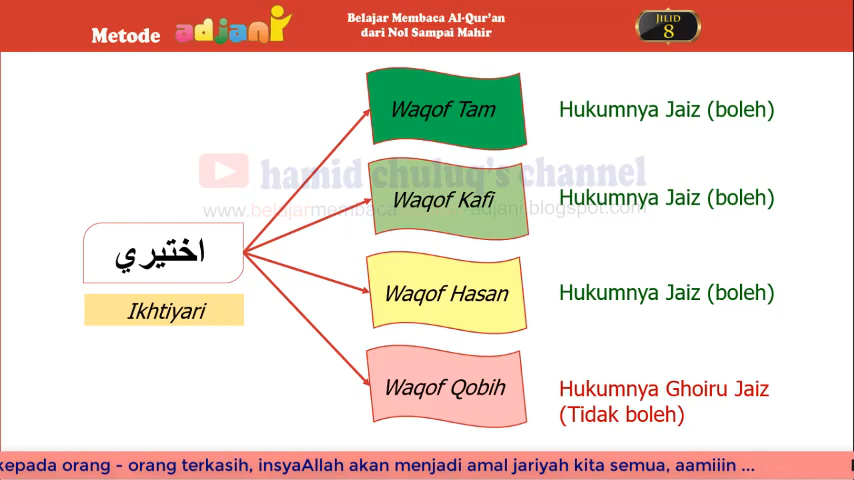 Metode adjani
Belajar Membaca Al-Qur'an
dari Nol Sampai Mahir
JILID
8
Waqof Tam
Hukumnya Jaiz (boleh)
hamid chuluq's channel
Waqof Kafi
Hukumnya Jaiz (boleh)
www.belajarmembaca -adjani.blogspot.com
اختيري
Ikhtiyari
Waqof Hasan
Hukumnya Jaiz (boleh)
Waqof Qobih
Hukumnya Ghoiru Jaiz
(Tidak boleh)
kepada orang - orang terkasih, insyaAllah akan menjadi amal jariyah kita semua, aamiiin ...